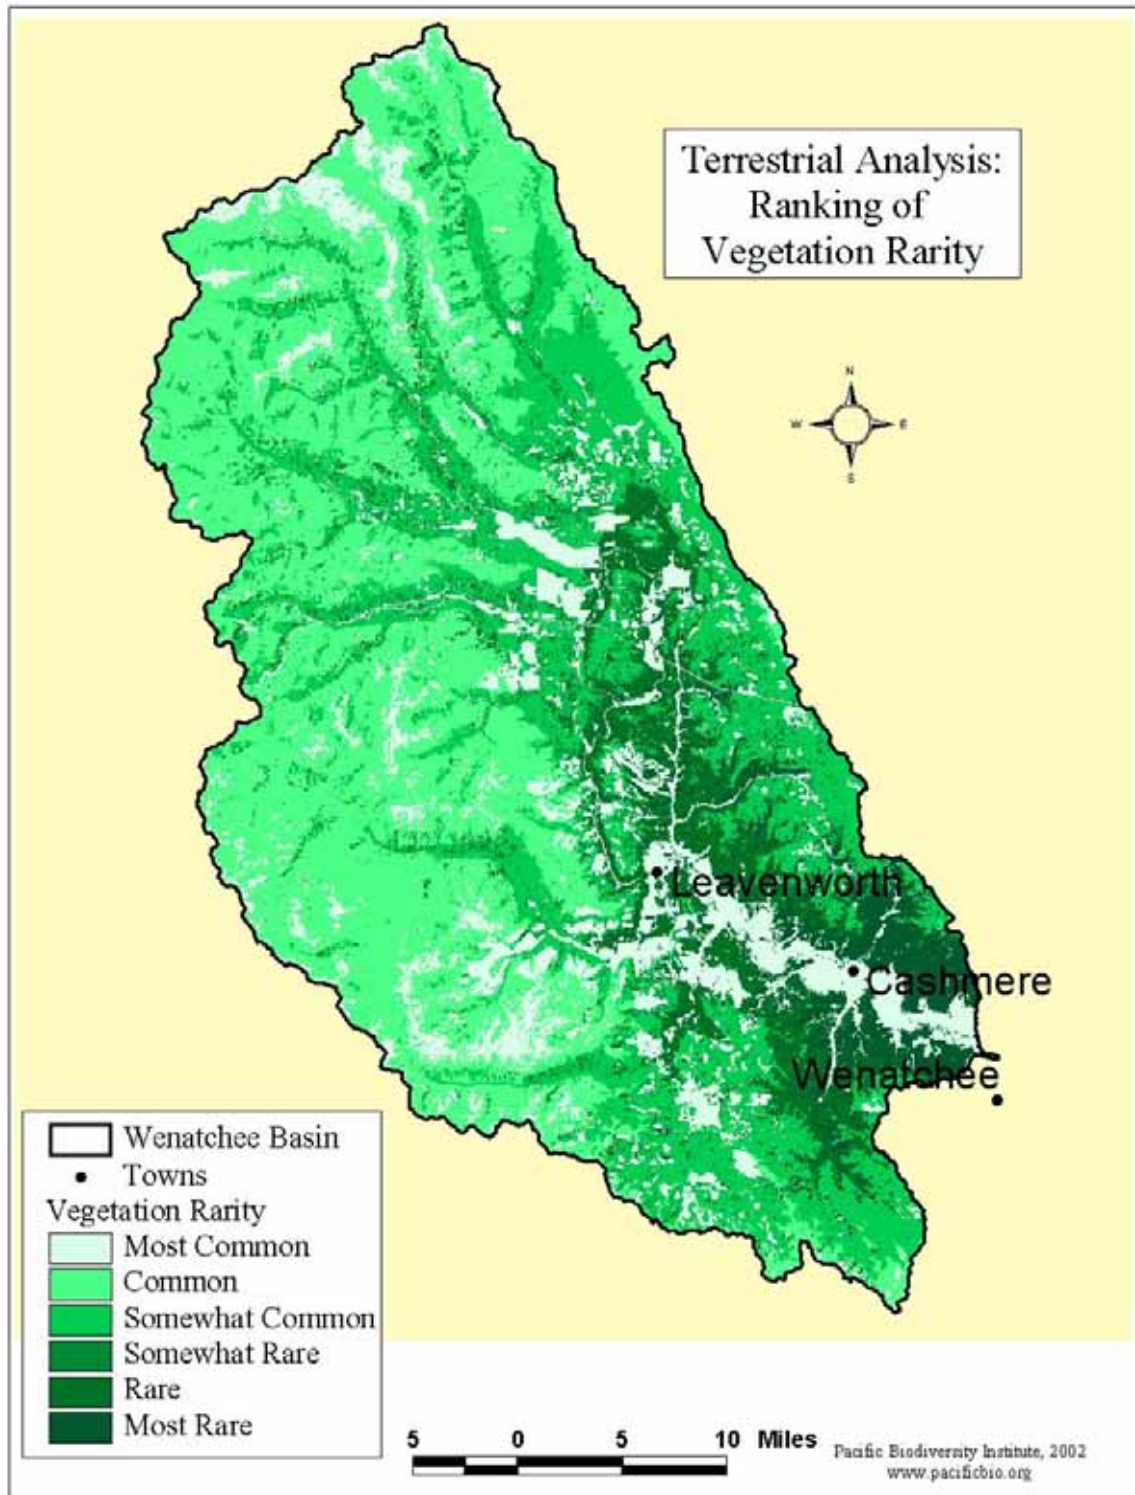 Terrestrial Analysis:
Ranking of
Vegetation Rarity
N
W
E
S
Leavenworth
Cashmere
Wenatchee
Wenatchee Basin
Towns
Vegetation Rarity
Most Common
Common
Somewhat Common
Somewhat Rare
Rare
Most Rare
5 0 5 10 Miles
Pacific Biodiversity Institute, 2002
www.pacificbio.org